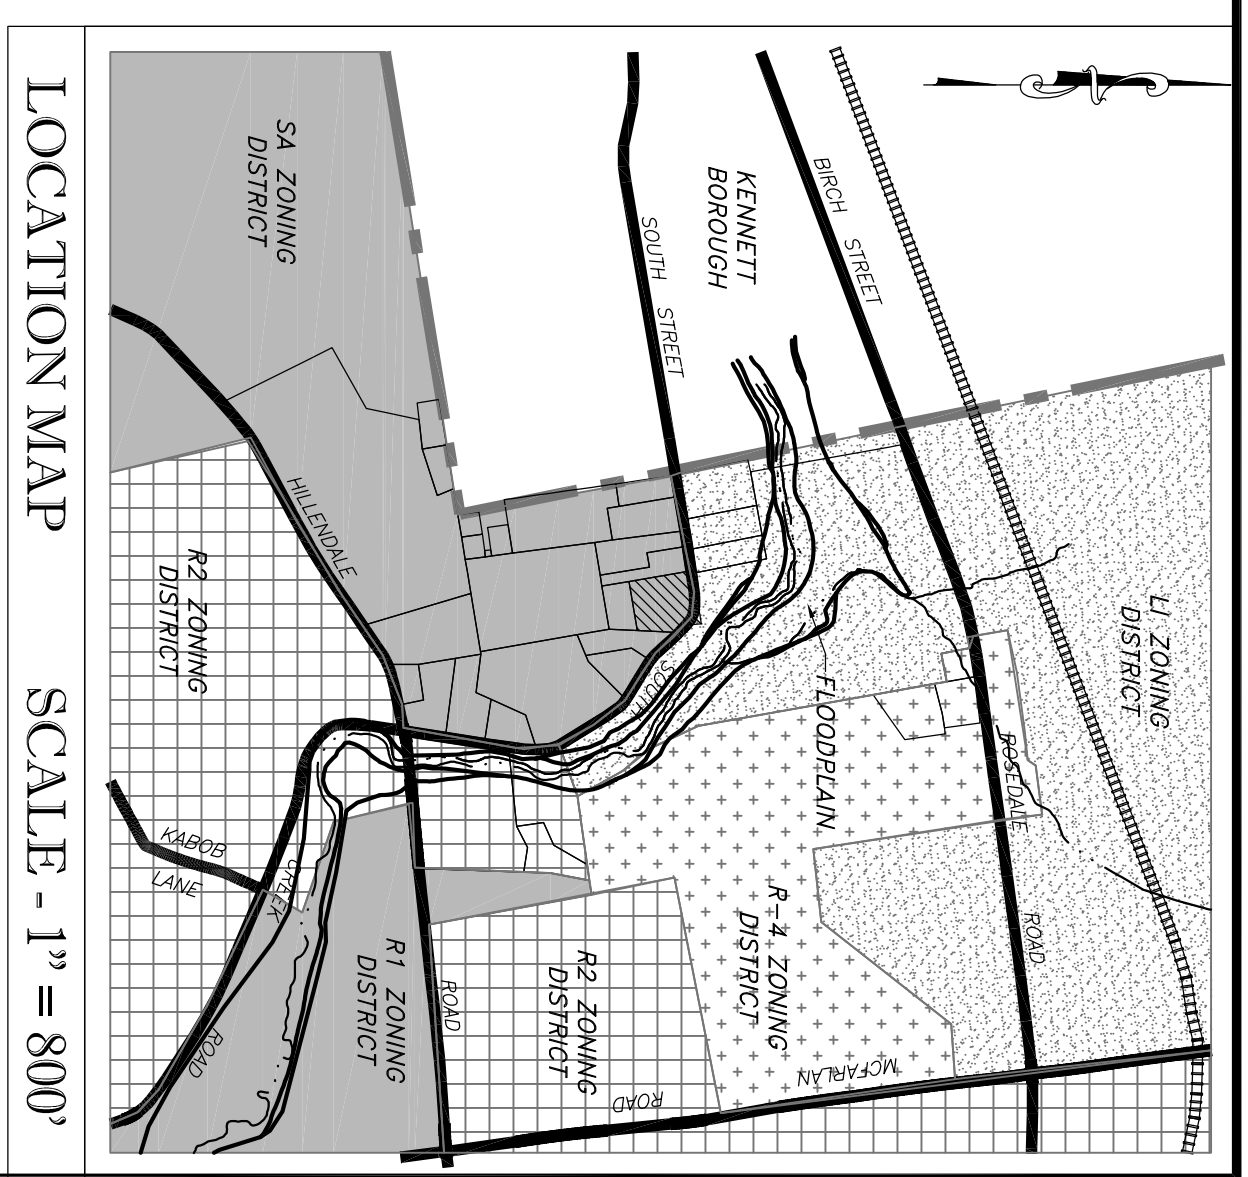 KENNETT
BOROUGH
BIRCH STREET
SOUTH STREET
SA ZONING
DISTRICT
LI ZONING
DISTRICT
HILLENDALE
R2 ZONING
DISTRICT
FLOODPLAIN
SOUTH
ROSEDALE
ROAD
KABOB
LANE
CREEK
ROAD
R1 ZONING
DISTRICT
ROAD
R2 ZONING
DISTRICT
R-4 ZONING
DISTRICT
MCFARLAN
ROAD
LOCATION MAP SCALE - 1" = 800'